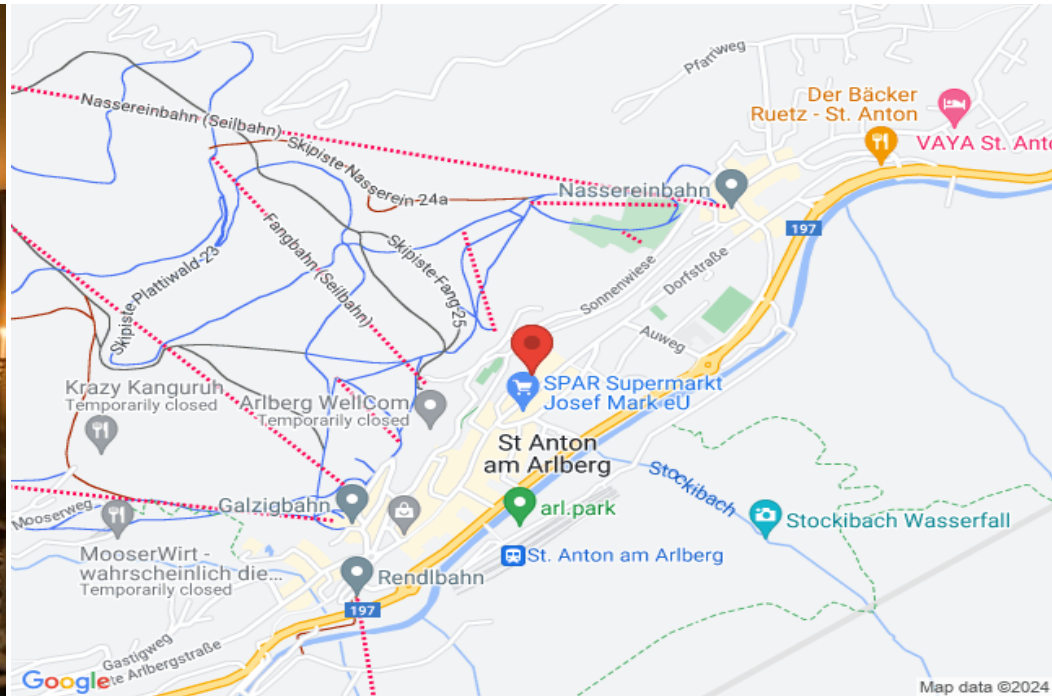 Pfarrweg
Der Bäcker
Ruetz - St. Anton
VAYA St. Anto
Nassereinbahn (Seilbahn)
Skipiste-Nasserein-24a
Nassereinbahn
197
Fangbahn (Seilbahn)
Skipiste-Fang 25
Skipiste Plattiwald-23
Sonnenwiese
Dorfstraße
Auweg
Krazy Kanguruh
Temporarily closed
Arlberg WellCom
Temporarily closed
SPAR Supermarkt
Josef Mark eU
St Anton
am Arlberg
Stockibach
Galzigbahn
arl.park
Stockibach Wasserfall
Mooserweg
MooserWirt -
wahrscheinlich die...
Temporarily closed
St. Anton am Arlberg
Rendlbahn
197
Gastigweg
te Arlbergstraße
Google
Map data ©2024